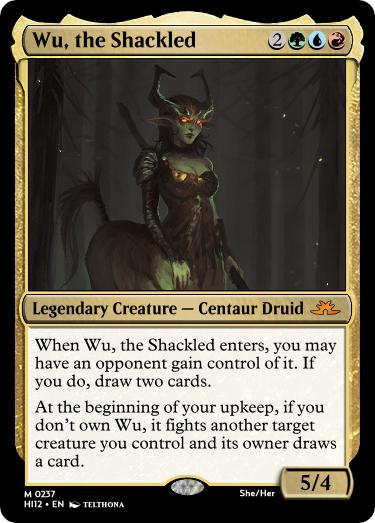 Wu, the Shackled 2
Legendary Creature — Centaur Druid
When Wu, the Shackled enters, you may
have an opponent gain control of it. If
you do, draw two cards.
At the beginning of your upkeep, if you
don't own Wu, it fights another target
creature you control and its owner draws
a card.
5/4
M 0237 She/Her
HI12 • EN TELTHONA